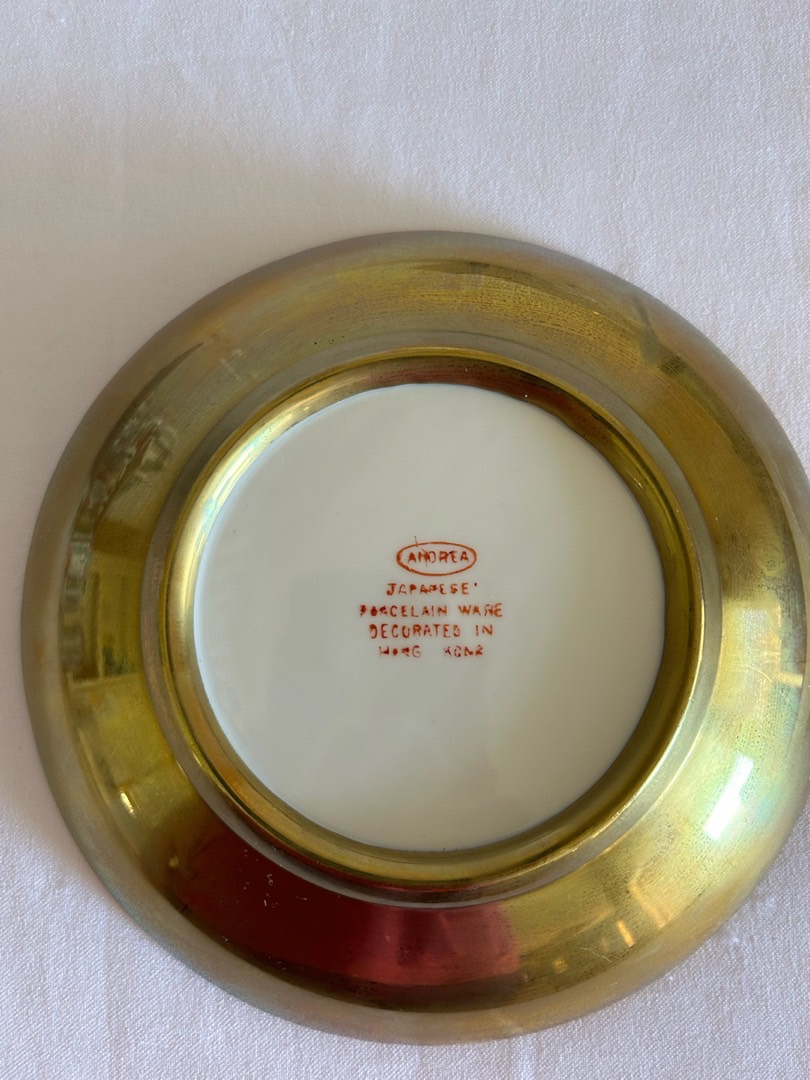 ANDREA
JAPANESE
PORCELAIN WARE
DECORATED IN
HONG KONG